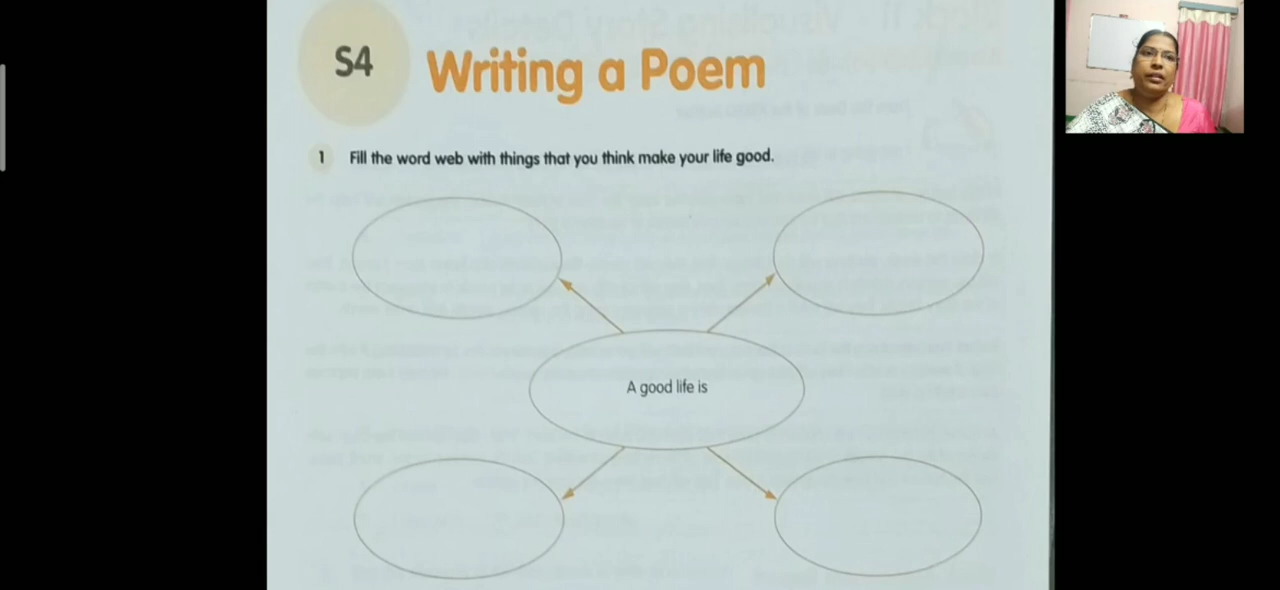 S4
Writing a Poem
1 Fill the word web with things that you think make your life good.
A good life is